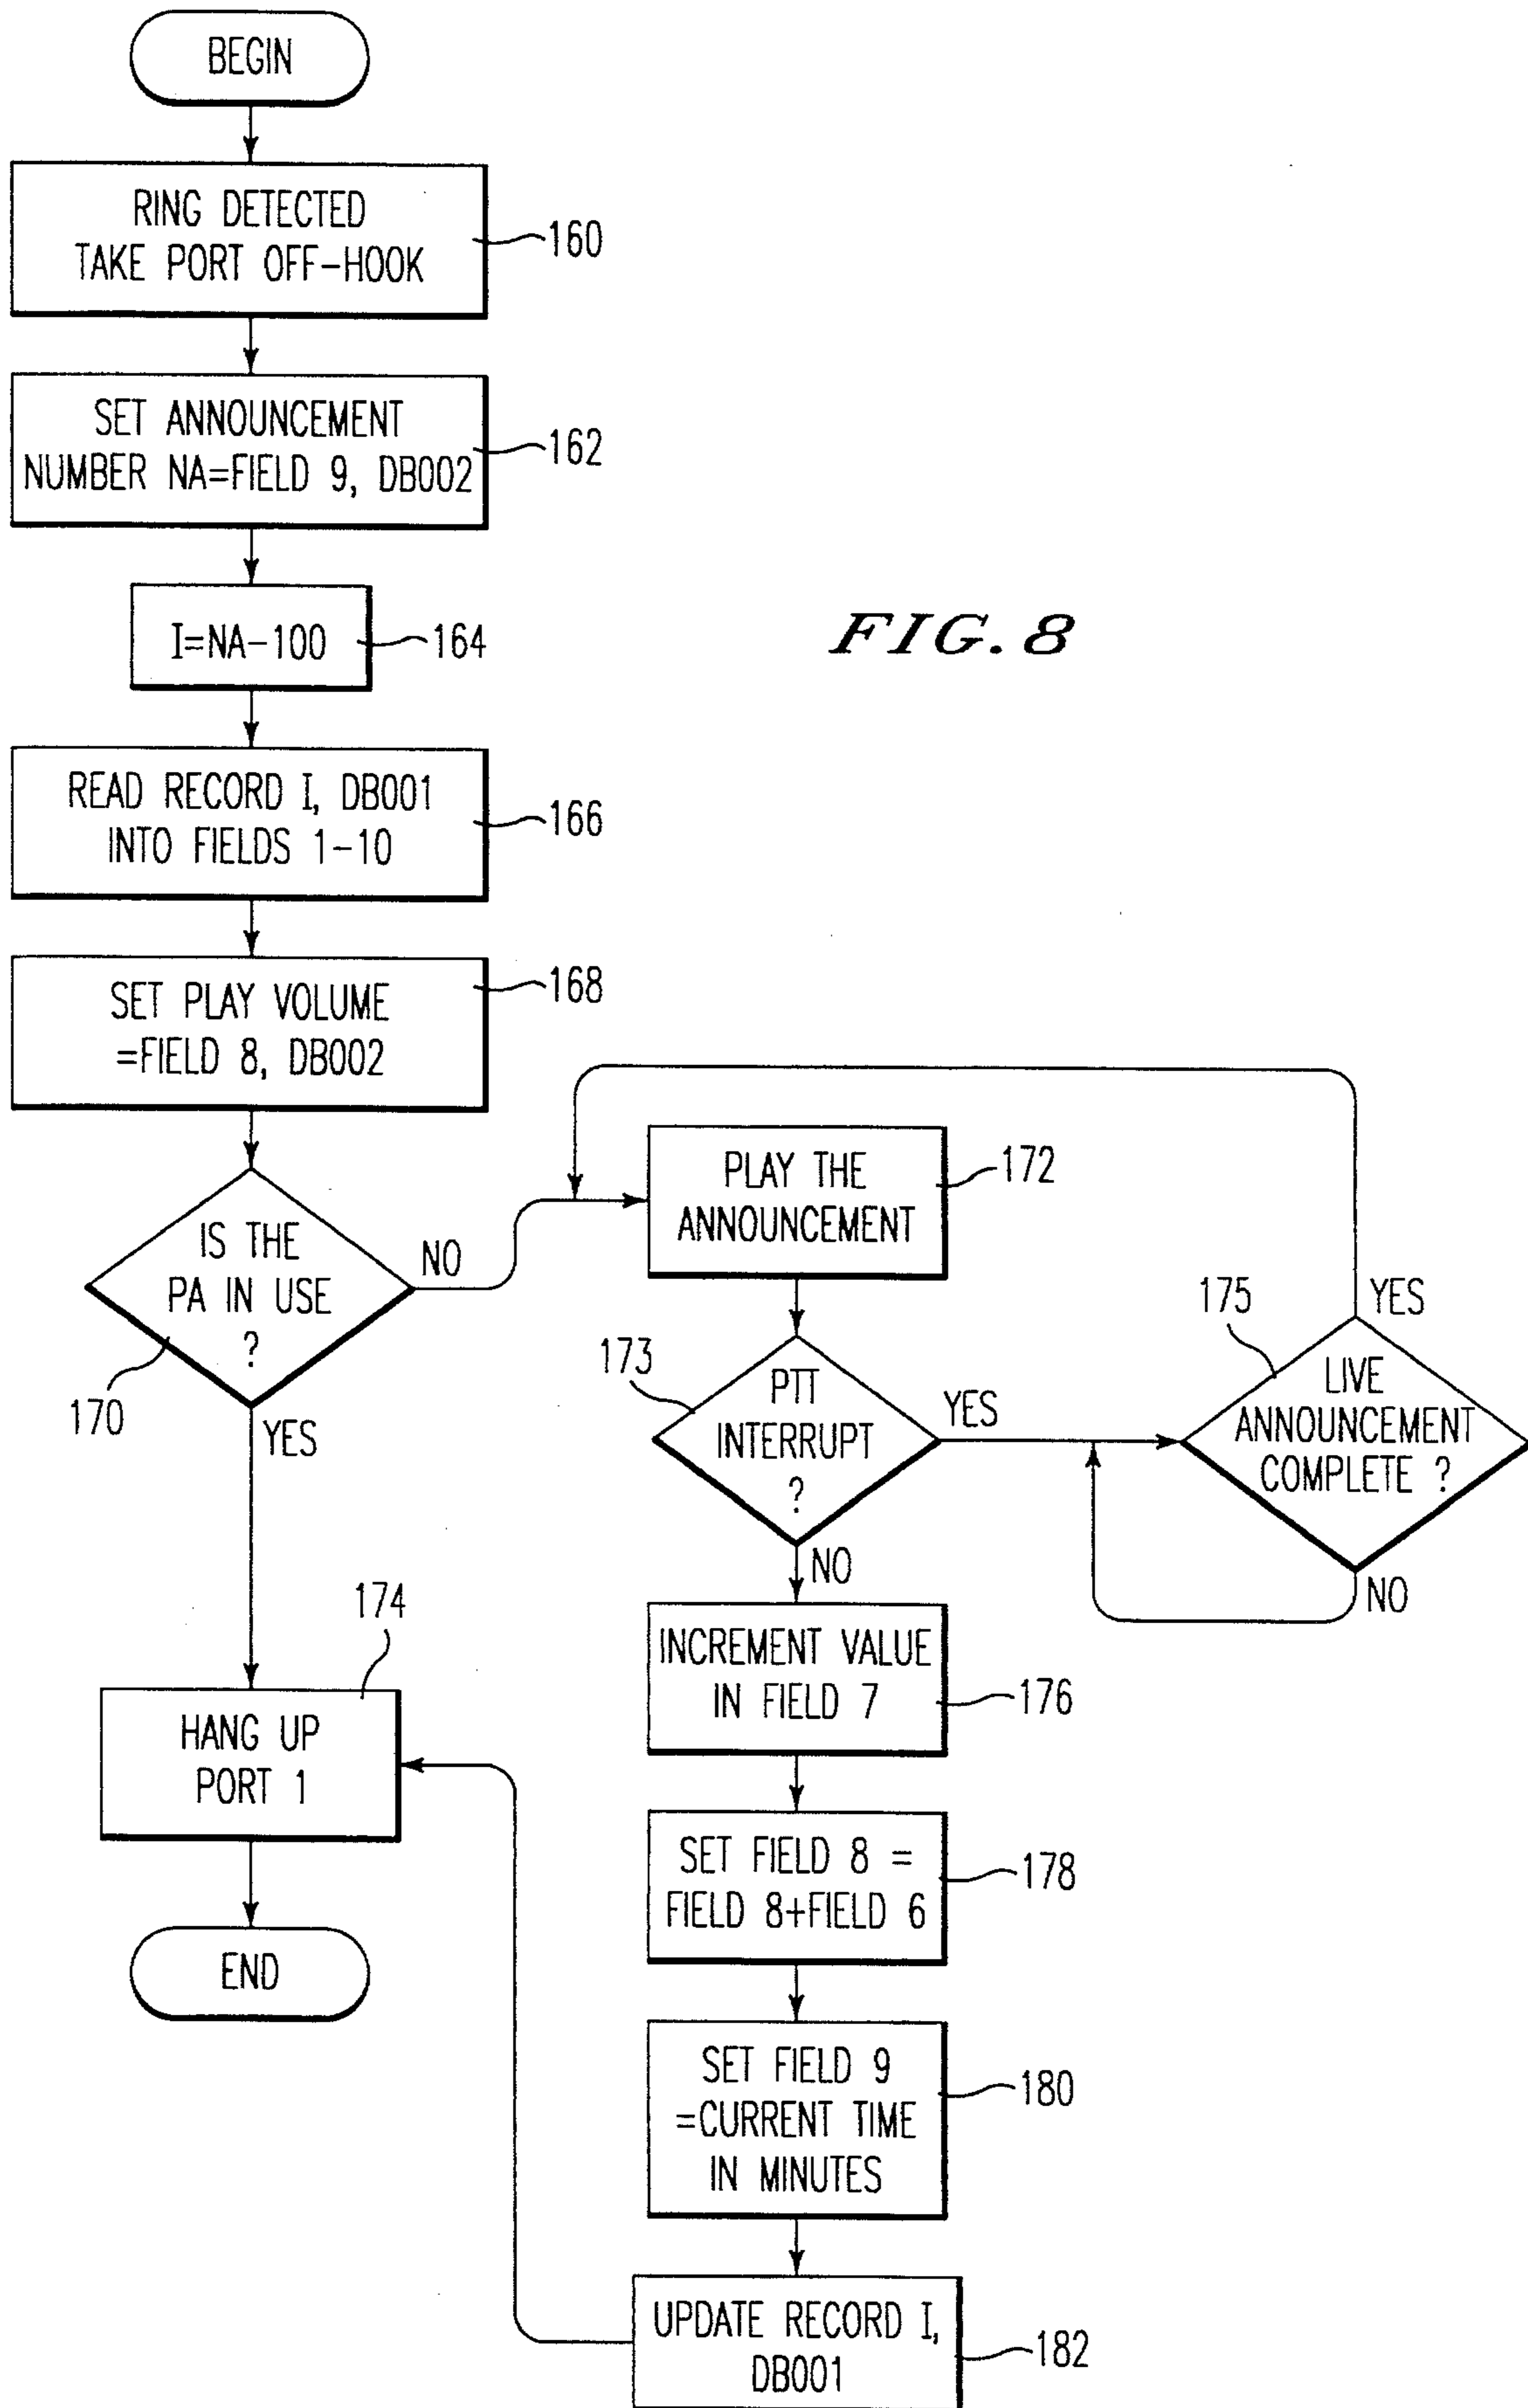 BEGIN
RING DETECTED
TAKE PORT OFF-HOOK
160
SET ANNOUNCEMENT
NUMBER NA=FIELD 9, DB002
162
I=NA-100
164
FIG. 8
READ RECORD I, DB001
INTO FIELDS 1-10
166
SET PLAY VOLUME
=FIELD 8, DB002
168
IS THE
PA IN USE
?
170
NO
YES
PLAY THE
ANNOUNCEMENT
172
173
PTT
INTERRUPT
?
YES
NO
175
LIVE
ANNOUNCEMENT
COMPLETE ?
YES
NO
174
HANG UP
PORT 1
END
INCREMENT VALUE
IN FIELD 7
176
SET FIELD 8 =
FIELD 8+FIELD 6
178
SET FIELD 9
=CURRENT TIME
IN MINUTES
180
UPDATE RECORD I,
DB001
182